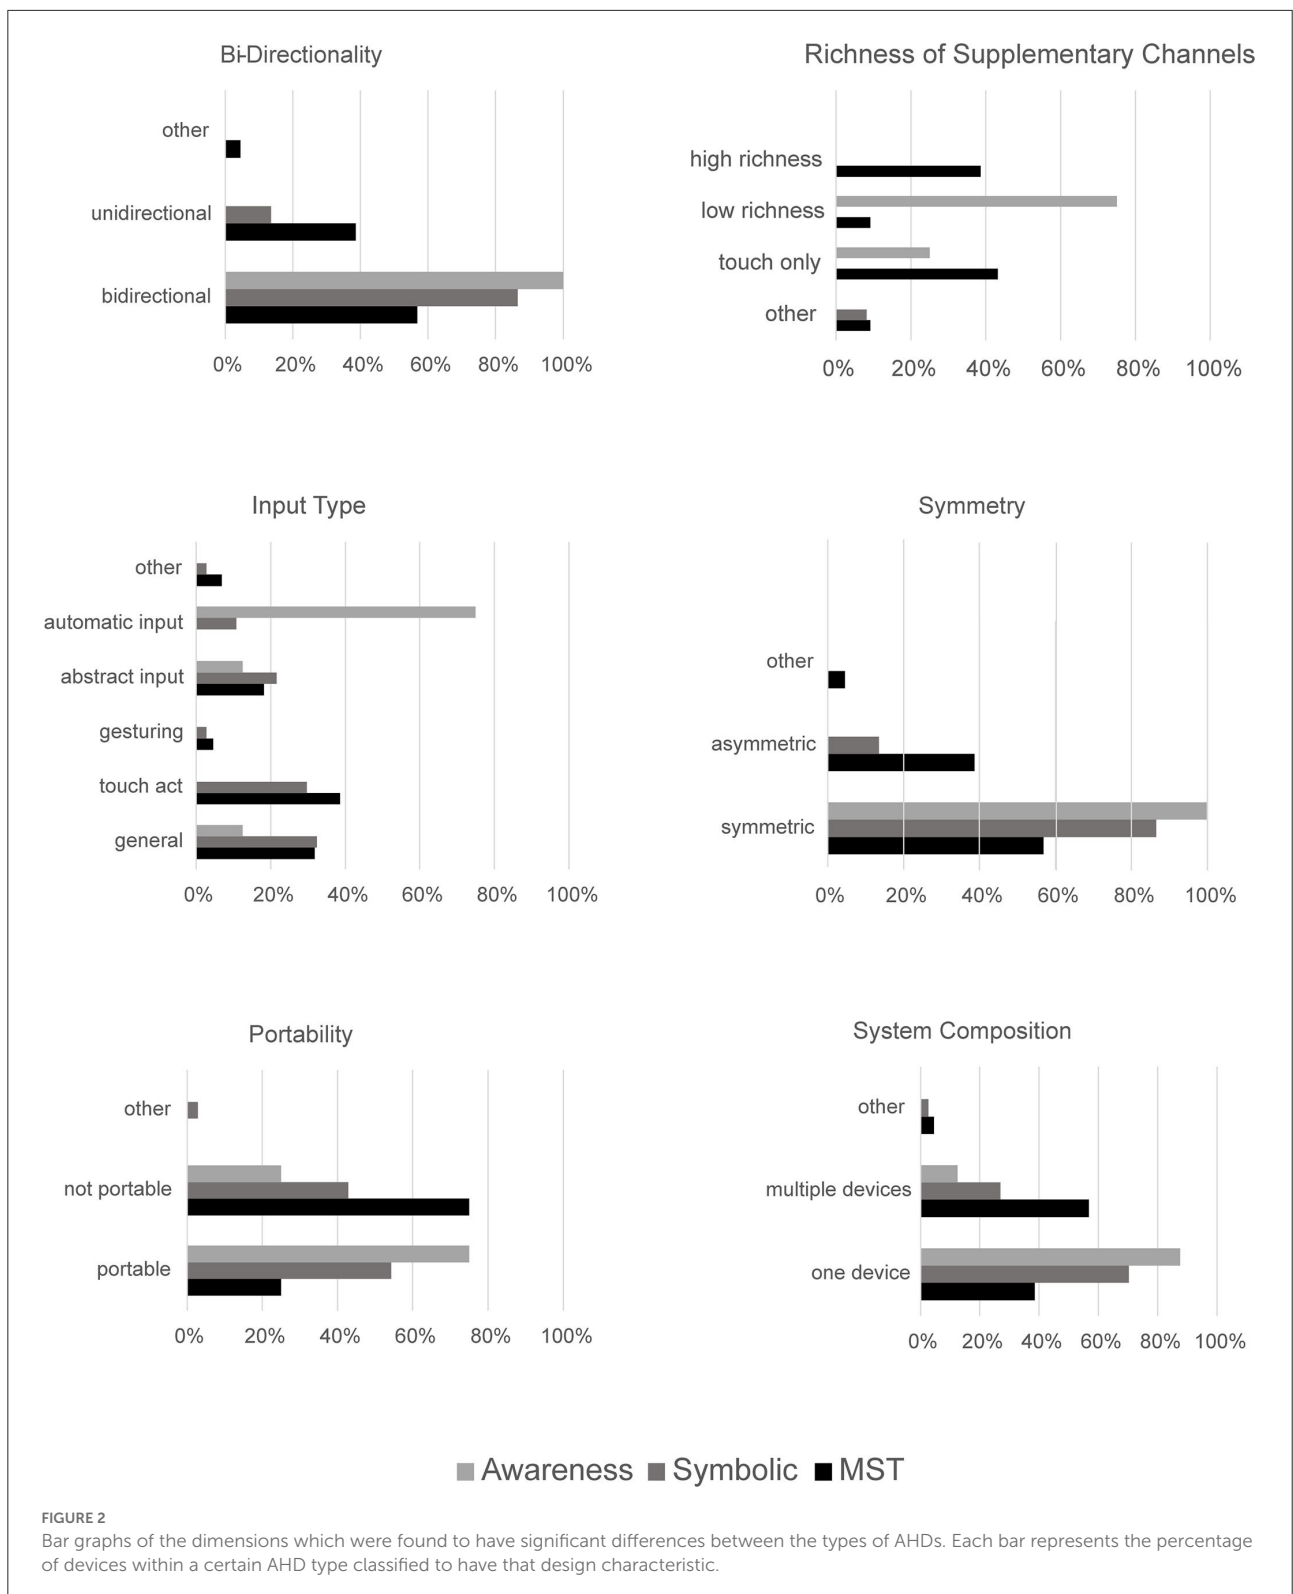 Bi-Directionality
other
unidirectional
bidirectional
0% 20% 40% 60% 80% 100%
Richness of Supplementary Channels
high richness
low richness
touch only
other
0% 20% 40% 60% 80% 100%
Input Type
other
automatic input
abstract input
gesturing
touch act
general
0% 20% 40% 60% 80% 100%
Symmetry
other
asymmetric
symmetric
0% 20% 40% 60% 80% 100%
Portability
other
not portable
portable
0% 20% 40% 60% 80% 100%
System Composition
other
multiple devices
one device
0% 20% 40% 60% 80% 100%
Awareness Symbolic MST
FIGURE 2
Bar graphs of the dimensions which were found to have significant differences between the types of AHDs. Each bar represents the percentage
of devices within a certain AHD type classified to have that design characteristic.